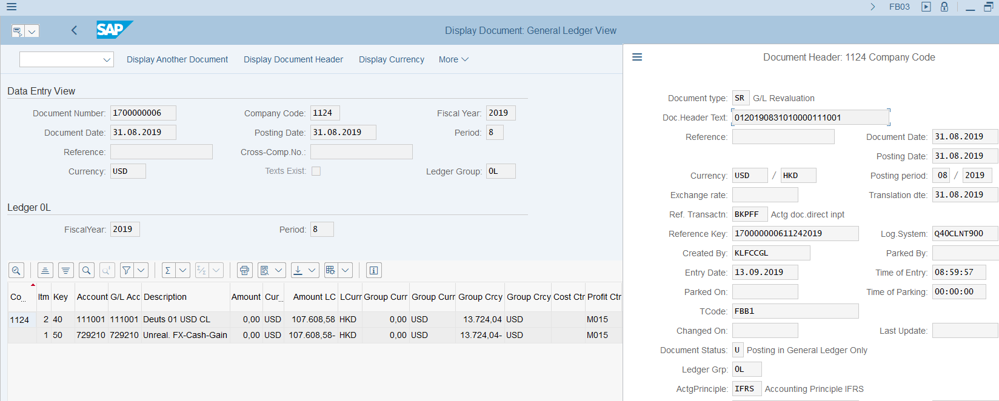 FB03
SAP
Display Document: General Ledger View
Display Another Document Display Document Header Display Currency More
Data Entry View
Document Number: 1700000006 Company Code: 1124 Fiscal Year: 2019
Document Date: 31.08.2019 Posting Date: 31.08.2019 Period: 8
Reference: Cross-Comp.No.:
Currency: USD Texts Exist: Ledger Group: 0L
Ledger 0L
FiscalYear: 2019 Period: 8
Co... Itm Key Account G/L Acc Description Amount Cur... Amount LC LCurr Group Curr Group Curr Group Crcy Group Crcy Cost Ctr Profit Ctr
1124 2 40 111001 111001 Deuts 01 USD CL 0,00 USD 107.608,58 HKD 0,00 USD 13.724,04 USD M015
1 50 729210 729210 Unreal. FX-Cash-Gain 0,00 USD 107.608,58- HKD 0,00 USD 13.724,04- USD M015
Document Header: 1124 Company Code
Document type: SR G/L Revaluation
Doc.Header Text: 0120190831010000111001
Reference: Document Date: 31.08.2019
Posting Date: 31.08.2019
Currency: USD / HKD Posting period: 08 / 2019
Exchange rate: Translation dte: 31.08.2019
Ref. Transactn: BKPFF Actg doc.direct inpt
Reference Key: 170000000611242019 Log.System: Q40CLNT900
Created By: KLFCCGL Parked By:
Entry Date: 13.09.2019 Time of Entry: 08:59:57
Parked On: Time of Parking: 00:00:00
TCode: FBB1
Changed On: Last Update:
Document Status: U Posting in General Ledger Only
Ledger Grp: 0L
ActgPrinciple: IFRS Accounting Principle IFRS